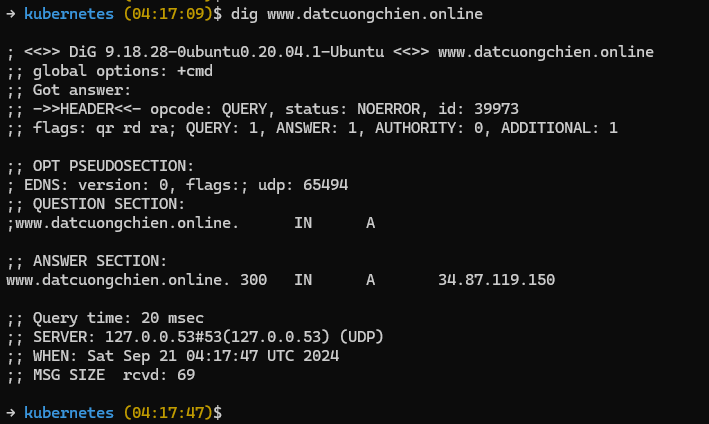 → kubernetes (04:17:09)$ dig www.datcuongchien.online
; <<>> DiG 9.18.28-0ubuntu0.20.04.1-Ubuntu <<>> www.datcuongchien.online
;; global options: +cmd
;; Got answer:
;; ->>HEADER<<- opcode: QUERY, status: NOERROR, id: 39973
;; flags: qr rd ra; QUERY: 1, ANSWER: 1, AUTHORITY: 0, ADDITIONAL: 1
;; OPT PSEUDOSECTION:
; EDNS: version: 0, flags:; udp: 65494
;; QUESTION SECTION:
;www.datcuongchien.online.      IN      A
;; ANSWER SECTION:
www.datcuongchien.online. 300   IN      A       34.87.119.150
;; Query time: 20 msec
;; SERVER: 127.0.0.53#53(127.0.0.53) (UDP)
;; WHEN: Sat Sep 21 04:17:47 UTC 2024
;; MSG SIZE  rcvd: 69
→ kubernetes (04:17:47)$